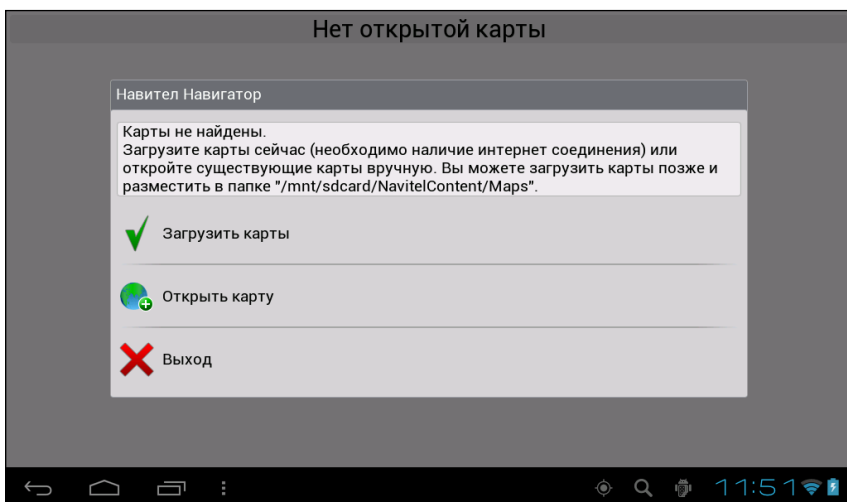 Нет открытой карты
Навител Навигатор
Карты не найдены.
Загрузите карты сейчас (необходимо наличие интернет соединения) или
откройте существующие карты вручную. Вы можете загрузить карты позже и
разместить в папке "/mnt/sdcard/NavitelContent/Maps".
Загрузить карты
Открыть карту
Выход
11:51